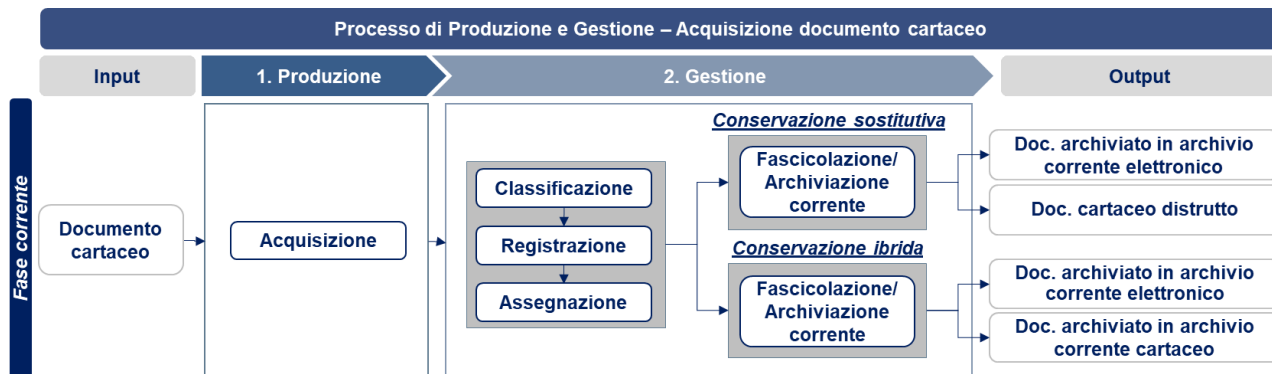 Processo di Produzione e Gestione – Acquisizione documento cartaceo
Input
1. Produzione
2. Gestione
Output
Fase corrente
Documento
cartaceo
Acquisizione
Classificazione
Registrazione
Assegnazione
Conservazione sostitutiva
Fascicolazione/
Archiviazione
corrente
Conservazione ibrida
Fascicolazione/
Archiviazione
corrente
Doc. archiviato in archivio
corrente elettronico
Doc. cartaceo distrutto
Doc. archiviato in archivio
corrente elettronico
Doc. archiviato in archivio
corrente cartaceo